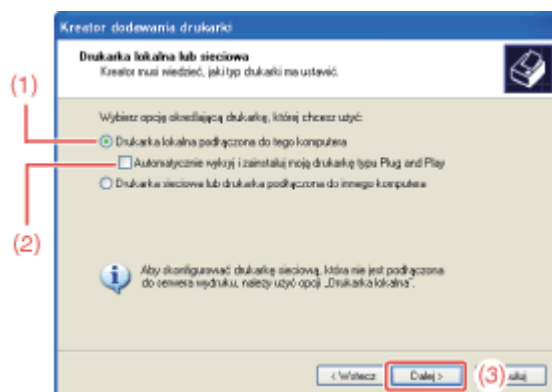 Kreator dodawania drukarki
Drukarka lokalna lub sieciowa
Kreator musi wiedzieć, jaki typ drukarki ma ustawić.
(1)
Wybierz opcję określającą drukarkę, której chcesz użyć:
Drukarka lokalna podłączona do tego komputera
Automatycznie wykryj i zainstaluj moją drukarkę typu Plug and Play
(2)
Drukarka sieciowa lub drukarka podłączona do innego komputera
Aby skonfigurować drukarkę sieciową, która nie jest podłączona
do serwera wydruku, należy użyć opcji „Drukarka lokalna”.
< Wstecz Dalej > (3)